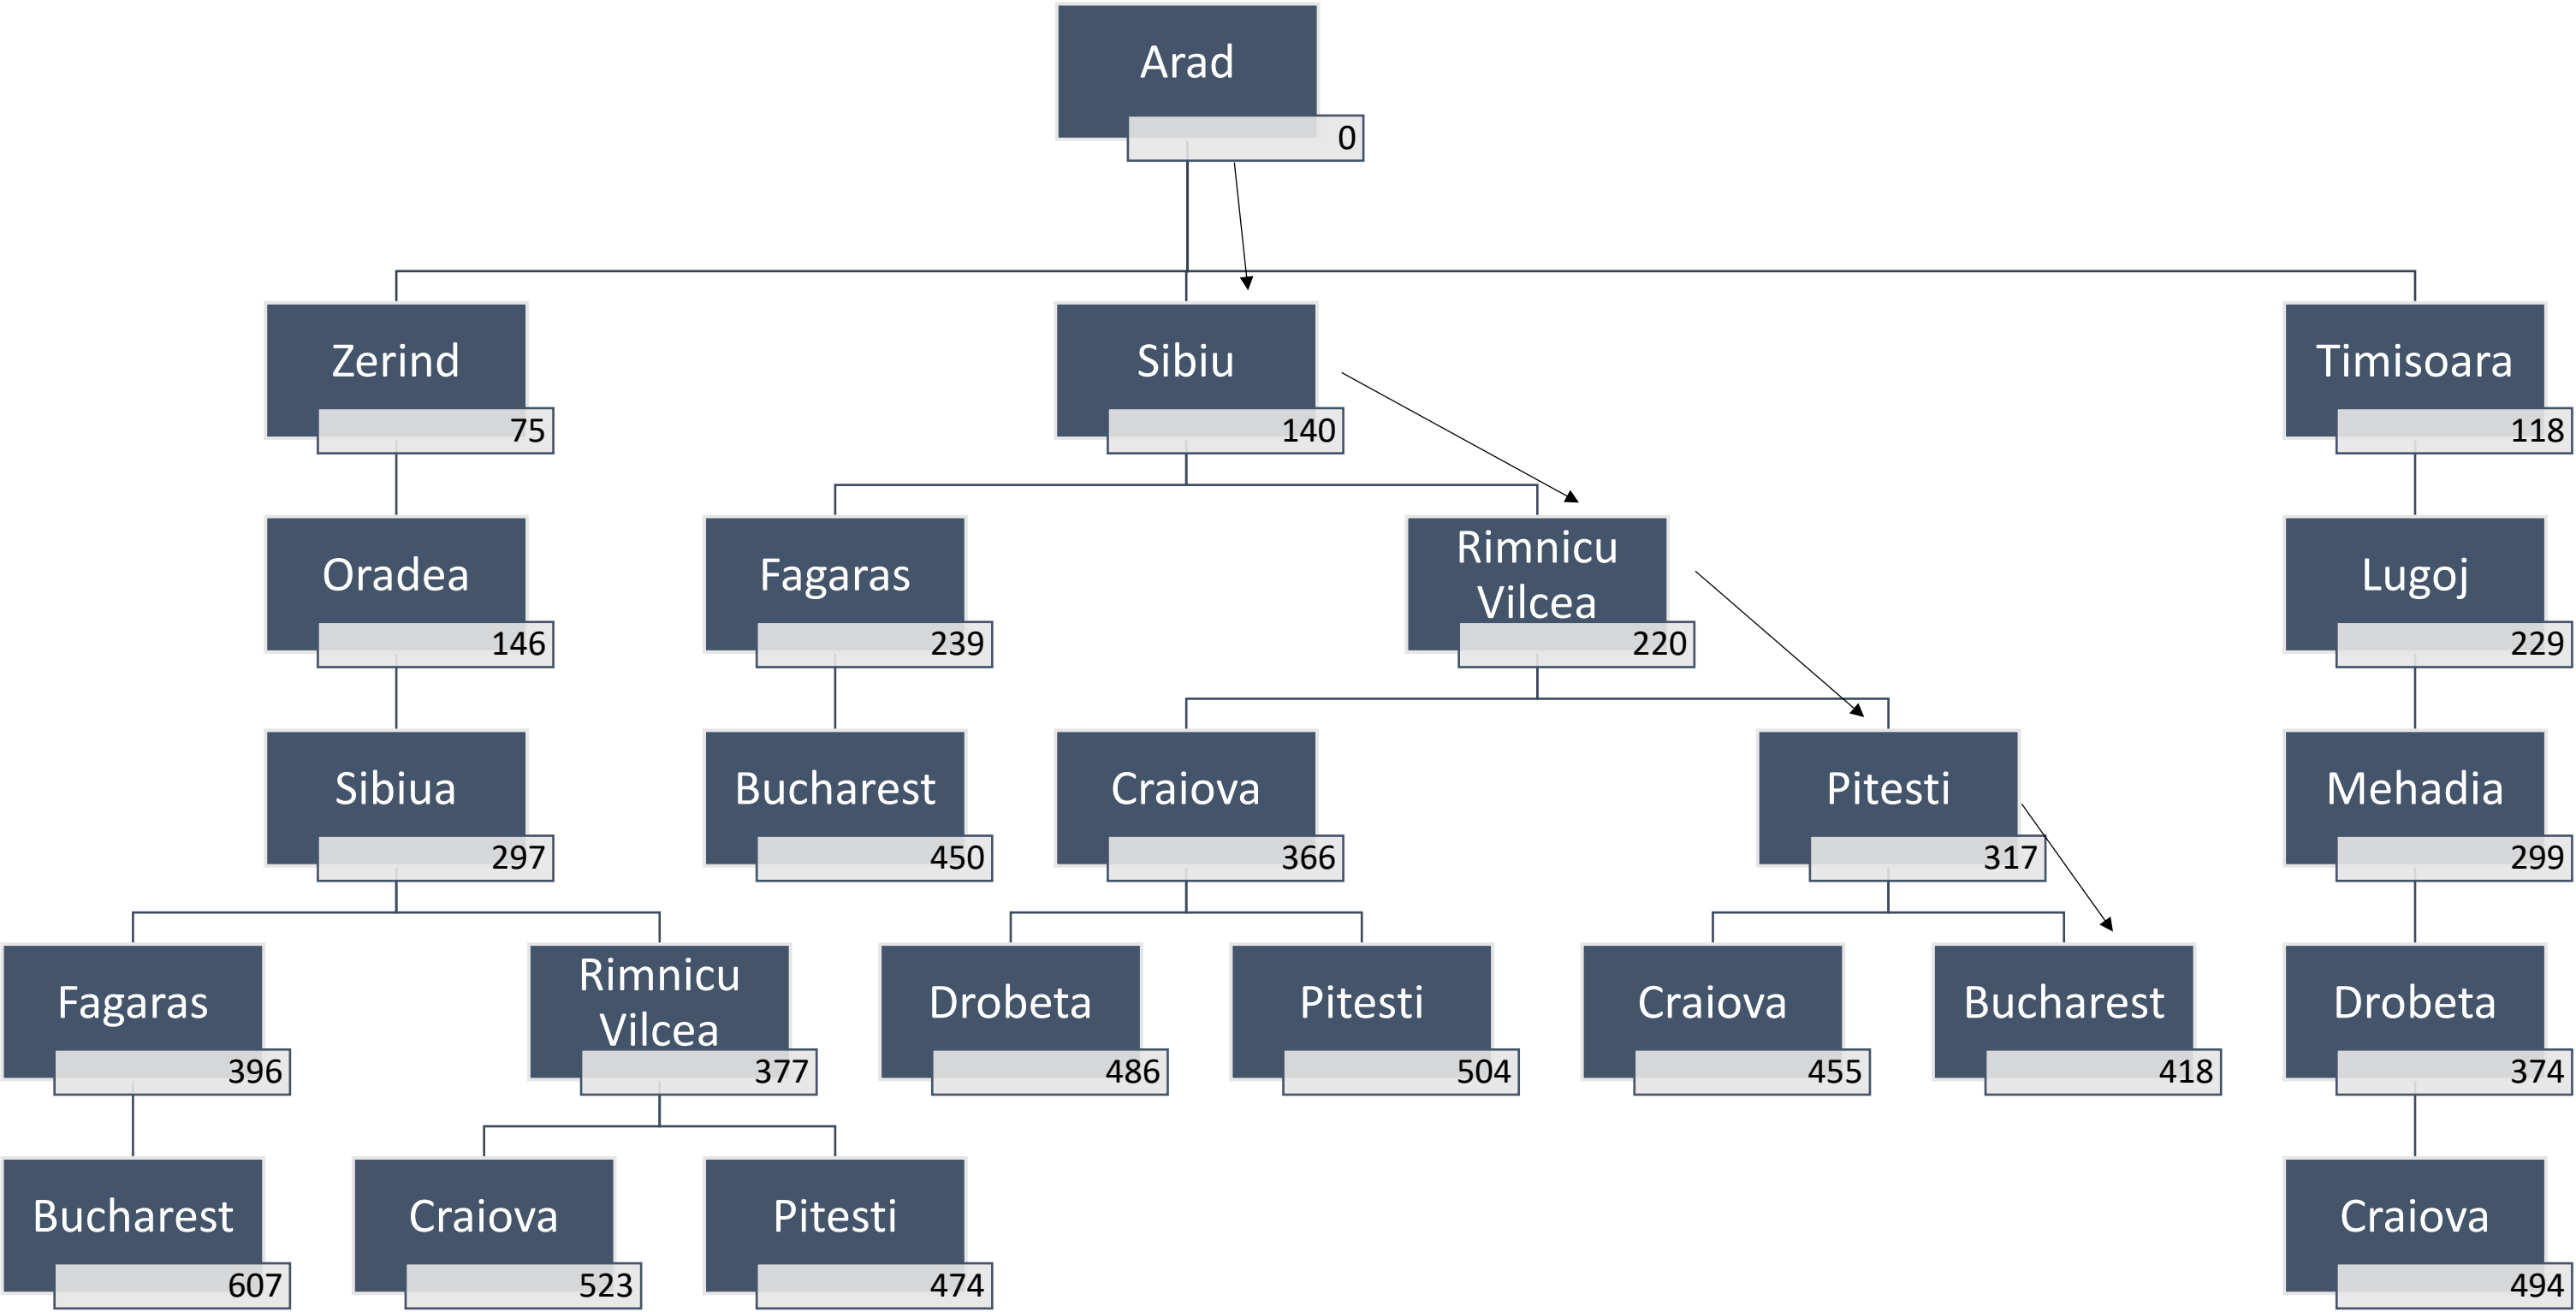 Arad
0
Zerind
75
Sibiu
140
Timisoara
118
Oradea
146
Fagaras
239
Rimnicu
Vilcea
220
Lugoj
229
Sibiua
297
Bucharest
450
Craiova
366
Pitesti
317
Mehadia
299
Fagaras
396
Rimnicu
Vilcea
377
Drobeta
486
Pitesti
504
Craiova
455
Bucharest
418
Drobeta
374
Bucharest
607
Craiova
523
Pitesti
474
Craiova
494